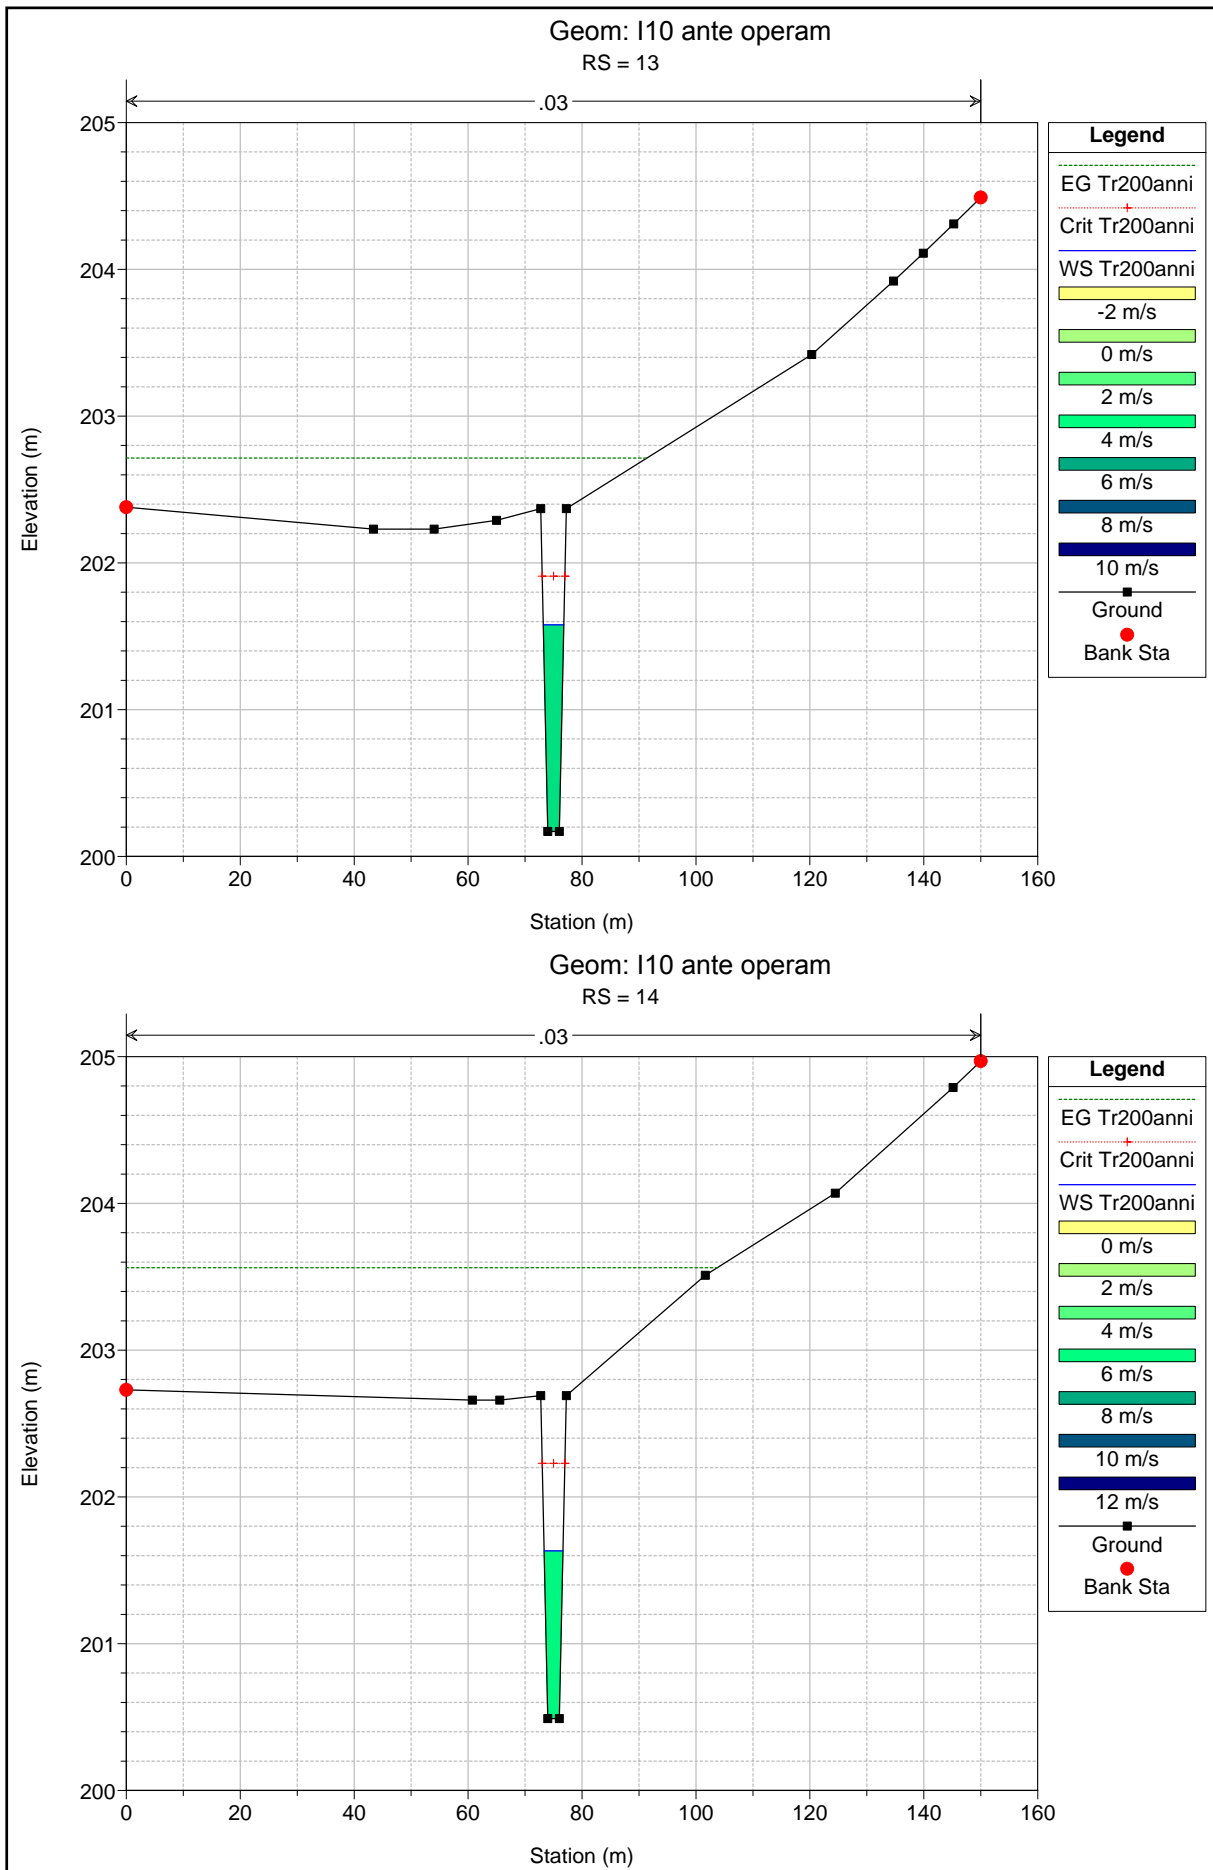 Geom: I10 ante operam
RS = 13
.03
205
204
203
202
201
200
Elevation (m)
0 20 40 60 80 100 120 140 160
Station (m)
Legend
EG Tr200anni
Crit Tr200anni
WS Tr200anni
-2 m/s
0 m/s
2 m/s
4 m/s
6 m/s
8 m/s
10 m/s
Ground
Bank Sta
Geom: I10 ante operam
RS = 14
.03
205
204
203
202
201
200
Elevation (m)
0 20 40 60 80 100 120 140 160
Station (m)
Legend
EG Tr200anni
Crit Tr200anni
WS Tr200anni
0 m/s
2 m/s
4 m/s
6 m/s
8 m/s
10 m/s
12 m/s
Ground
Bank Sta